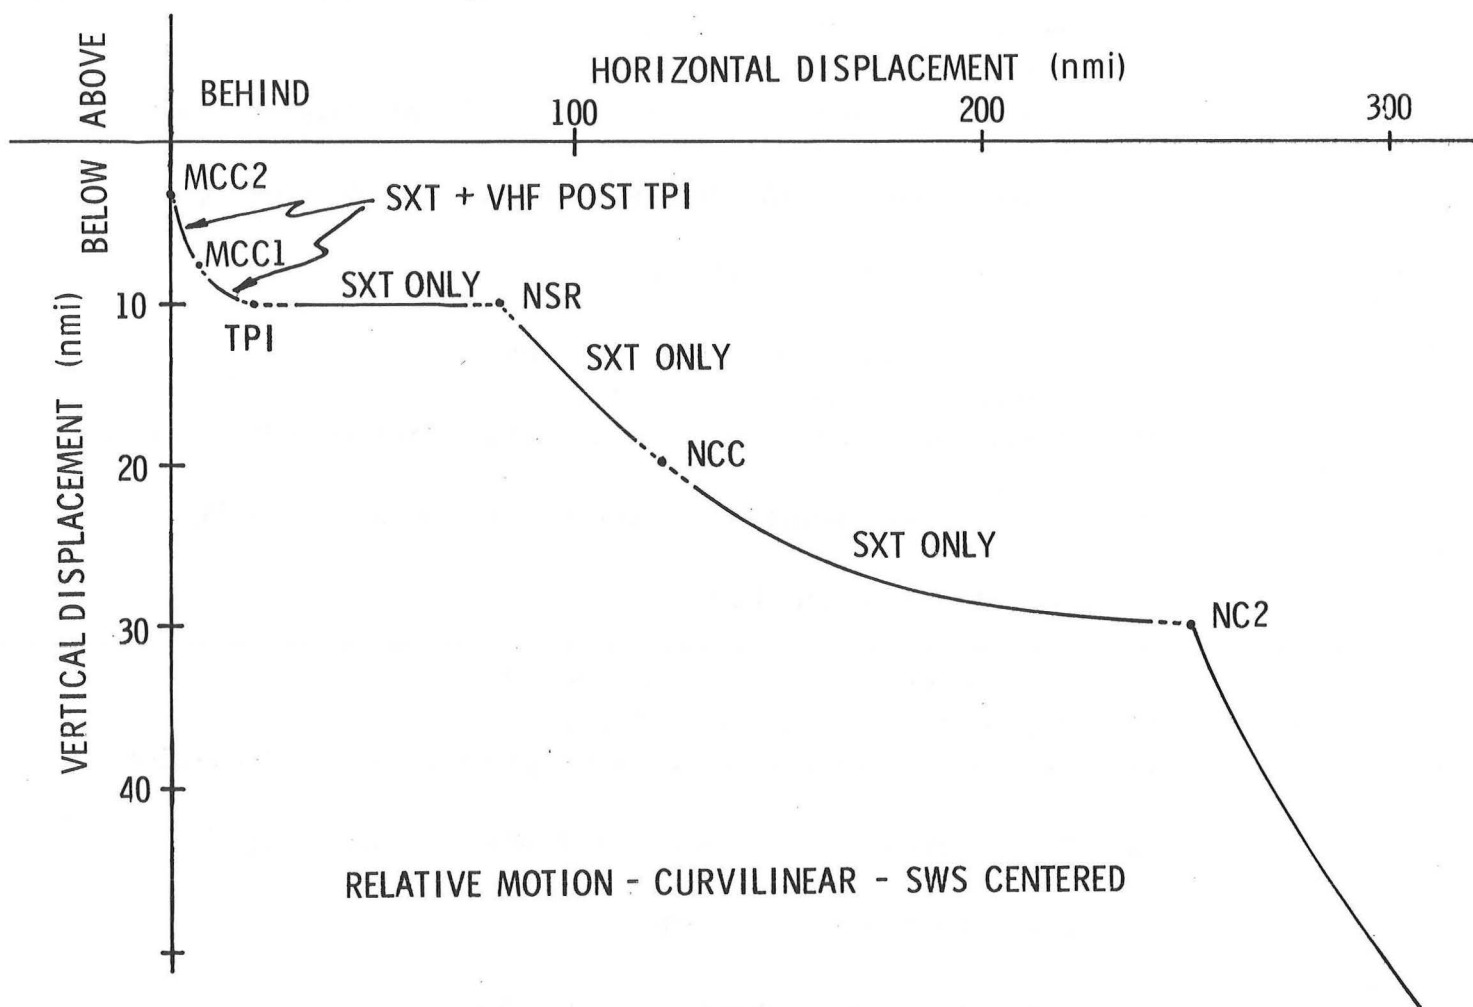 HORIZONTAL DISPLACEMENT (nmi)
ABOVE
BEHIND
100
200
300
BELOW
MCC2
SXT + VHF POST TPI
MCC1
SXT ONLY
NSR
10
TPI
SXT ONLY
NCC
20
SXT ONLY
NC2
30
VERTICAL DISPLACEMENT (nmi)
40
RELATIVE MOTION - CURVILINEAR - SWS CENTERED